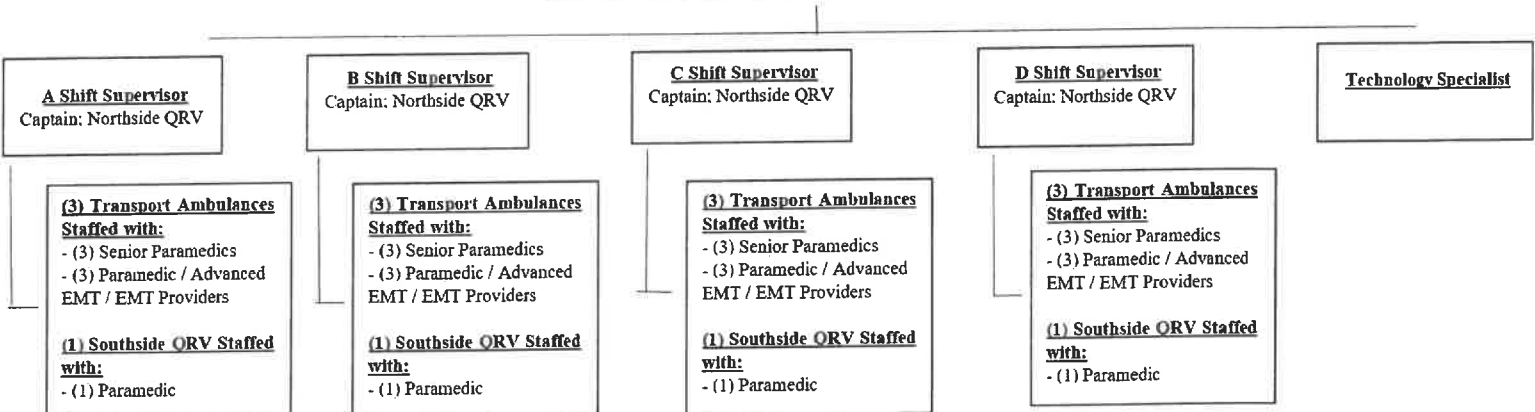 A Shift Supervisor
Captain; Northside QRV
B Shift Supervisor
Captain; Northside QRV
C Shift Supervisor
Captain; Northside QRV
D Shift Supervisor
Captain; Northside QRV
Technology Specialist
(3) Transport Ambulances
Staffed with:
- (3) Senior Paramedics
- (3) Paramedic / Advanced
EMT / EMT Providers
(1) Southside QRV Staffed
with:
- (1) Paramedic
(3) Transport Ambulances
Staffed with:
- (3) Senior Paramedics
- (3) Paramedic / Advanced
EMT / EMT Providers
(1) Southside QRV Staffed
with:
- (1) Paramedic
(3) Transport Ambulances
Staffed with:
- (3) Senior Paramedics
- (3) Paramedic / Advanced
EMT / EMT Providers
(1) Southside QRV Staffed
with:
- (1) Paramedic
(3) Transport Ambulances
Staffed with:
- (3) Senior Paramedics
- (3) Paramedic / Advanced
EMT / EMT Providers
(1) Southside QRV Staffed
with:
- (1) Paramedic